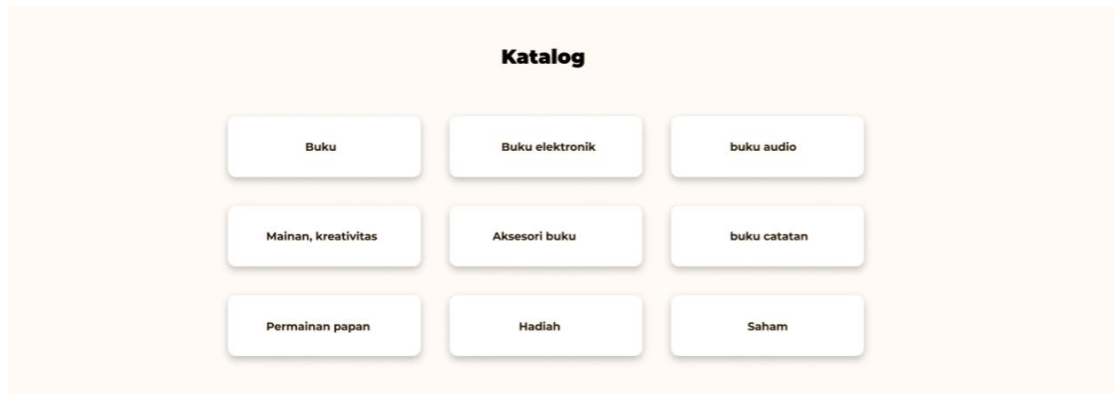 Katalog
Buku
Buku elektronik
buku audio
Mainan, kreativitas
Aksesori buku
buku catatan
Permainan papan
Hadiah
Saham